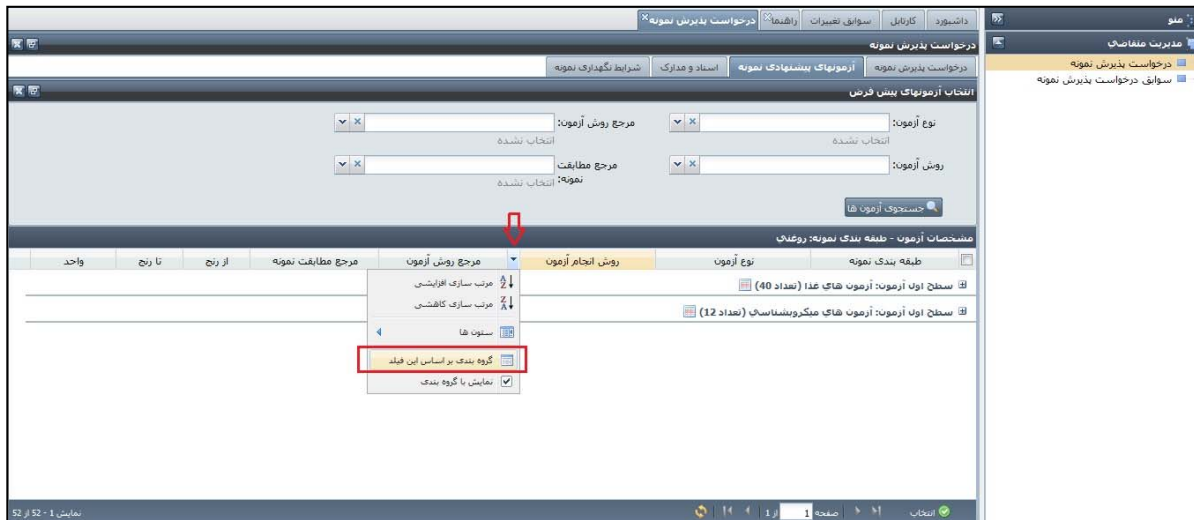 منو
مدیریت متقاضی
درخواست پذیرش نمونه
سوابق درخواست پذیرش نمونه
داشبورد کارتابل سوابق تغییرات راهنما درخواست پذیرش نمونه
درخواست پذیرش نمونه
درخواست پذیرش نمونه آزمونهای پیشنهادی نمونه اسناد و مدارک شرایط نگهداری نمونه
انتخاب آزمونهای پیش فرض
نوع آزمون: مرجع روش آزمون:
انتخاب نشده انتخاب نشده
روش آزمون: مرجع مطابقت
نمونه: انتخاب نشده
جستجوی آزمون ها
مشخصات آزمون - طبقه بندی نمونه: روغني
طبقه بندی نمونه نوع آزمون روش انجام آزمون مرجع روش آزمون مرجع مطابقت نمونه از رنج تا رنج واحد
سطح اول آزمون: آزمون هاي غذا (تعداد 40)
سطح اول آزمون: آزمون هاي ميكروبشناسي (تعداد 12)
مرتب سازی افزایشی
مرتب سازی کاهشی
ستون ها
گروه بندی بر اساس این فیلد
نمایش با گروه بندی
انتخاب صفحه 1 از 1
نمایش 1 - 52 از 52